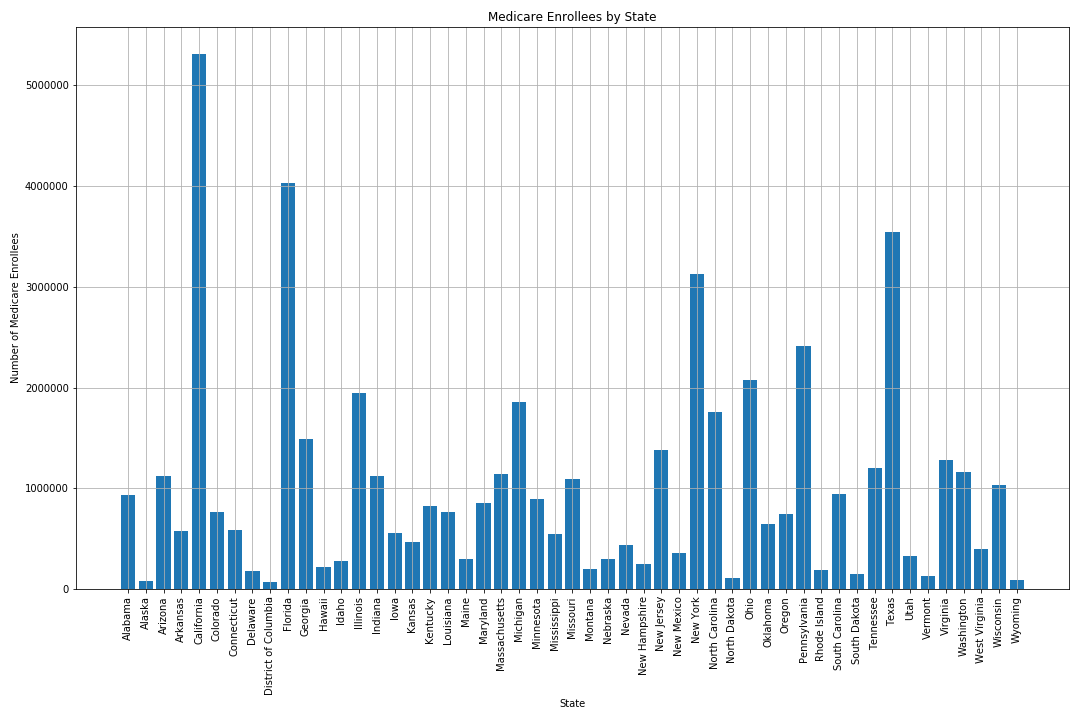 Medicare Enrollees by State
Number of Medicare Enrollees
5000000
4000000
3000000
2000000
1000000
0
Alabama
Alaska
Arizona
Arkansas
California
Colorado
Connecticut
Delaware
District of Columbia
Florida
Georgia
Hawaii
Idaho
Illinois
Indiana
Iowa
Kansas
Kentucky
Louisiana
Maine
Maryland
Massachusetts
Michigan
Minnesota
Mississippi
Missouri
Montana
Nebraska
Nevada
New Hampshire
New Jersey
New Mexico
New York
North Carolina
North Dakota
Ohio
Oklahoma
Oregon
Pennsylvania
Rhode Island
South Carolina
South Dakota
Tennessee
Texas
Utah
Vermont
Virginia
Washington
West Virginia
Wisconsin
Wyoming
State